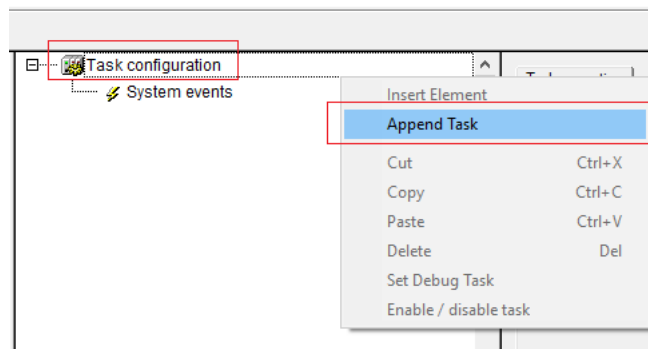 Task configuration
System events
Insert Element
Append Task
Cut Ctrl+X
Copy Ctrl+C
Paste Ctrl+V
Delete Del
Set Debug Task
Enable / disable task